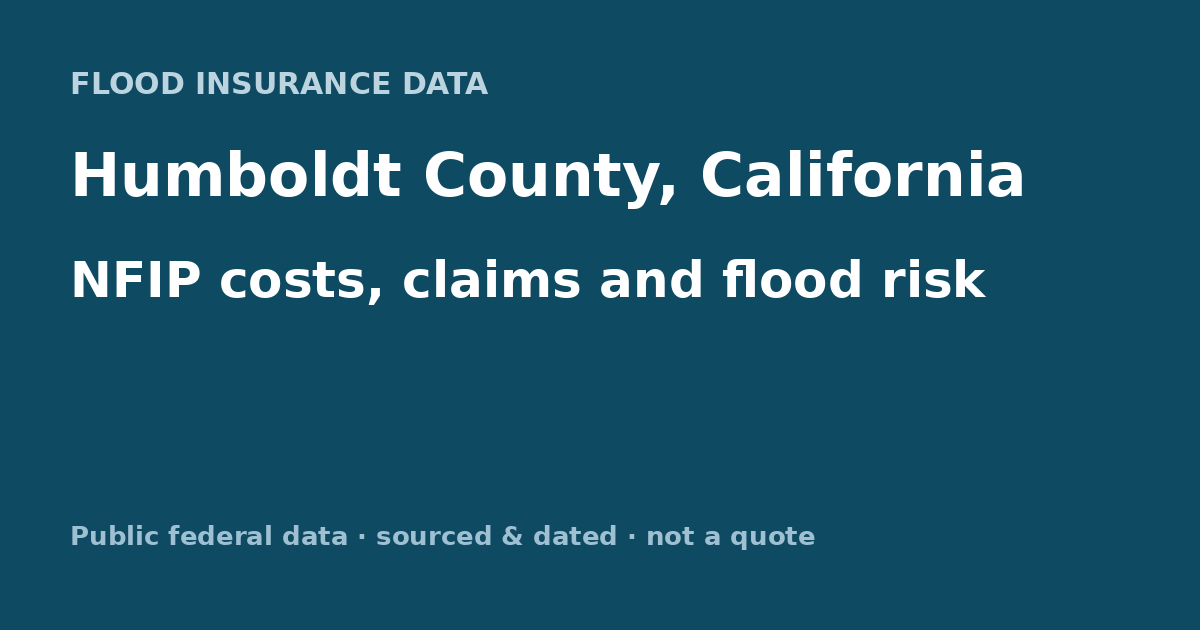 FLOOD INSURANCE DATA
Humboldt County, California
NFIP costs, claims and flood risk
Public federal data · sourced & dated · not a quote